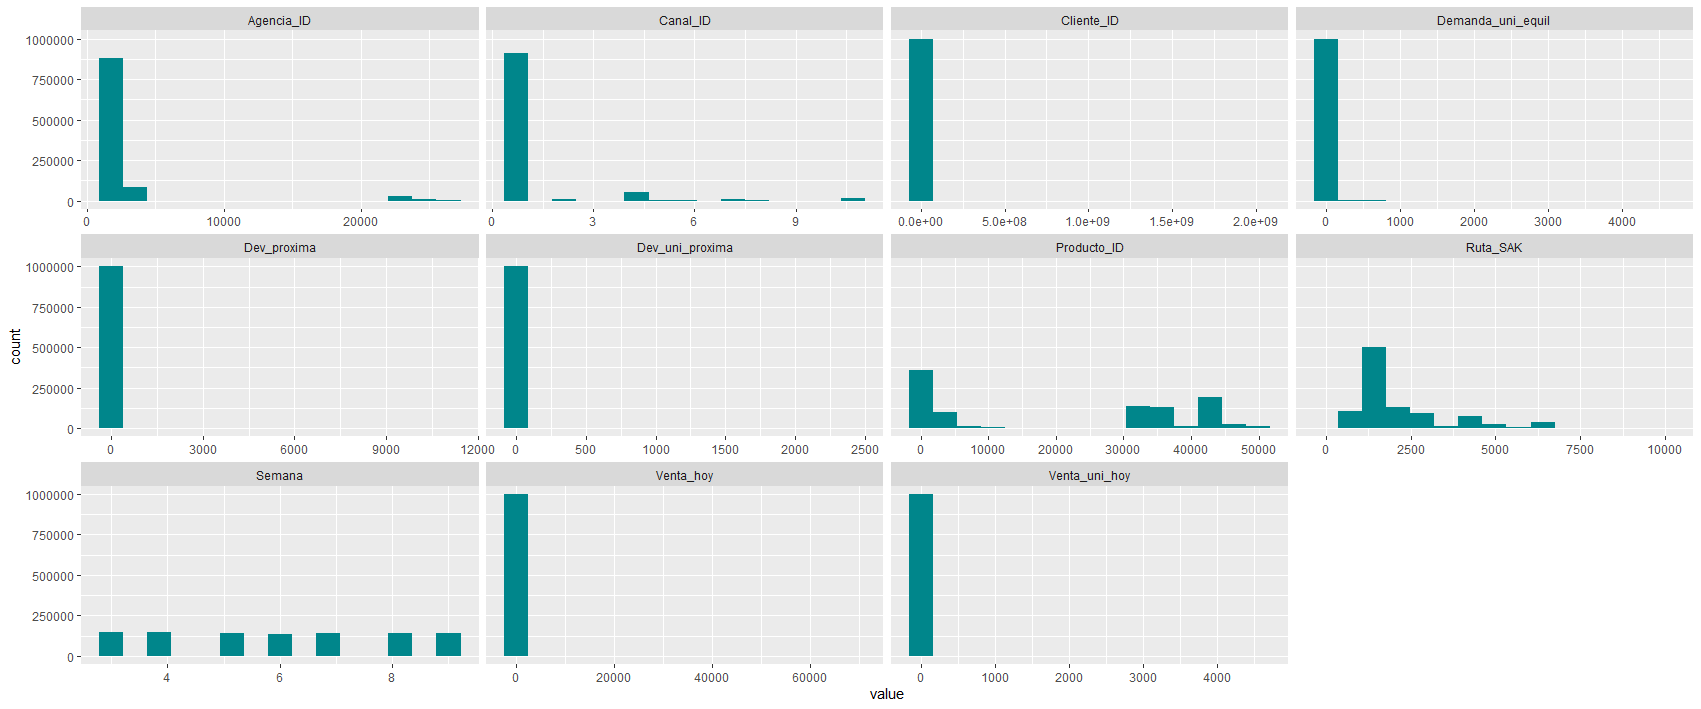 Agencia_ID Canal_ID Cliente_ID Demanda_uni_equil
1000000
750000
500000
250000
0
0 10000 20000 0 3 6 9 0.0e+00 5.0e+08 1.0e+09 1.5e+09 2.0e+09 0 1000 2000 3000 4000
Dev_proxima Dev_uni_proxima Producto_ID Ruta_SAK
1000000
750000
count
500000
250000
0
0 3000 6000 9000 12000 0 500 1000 1500 2000 2500 0 10000 20000 30000 40000 50000 0 2500 5000 7500 10000
Semana Venta_hoy Venta_uni_hoy
1000000
750000
500000
250000
0
4 6 8 0 20000 40000 60000 0 1000 2000 3000 4000
value